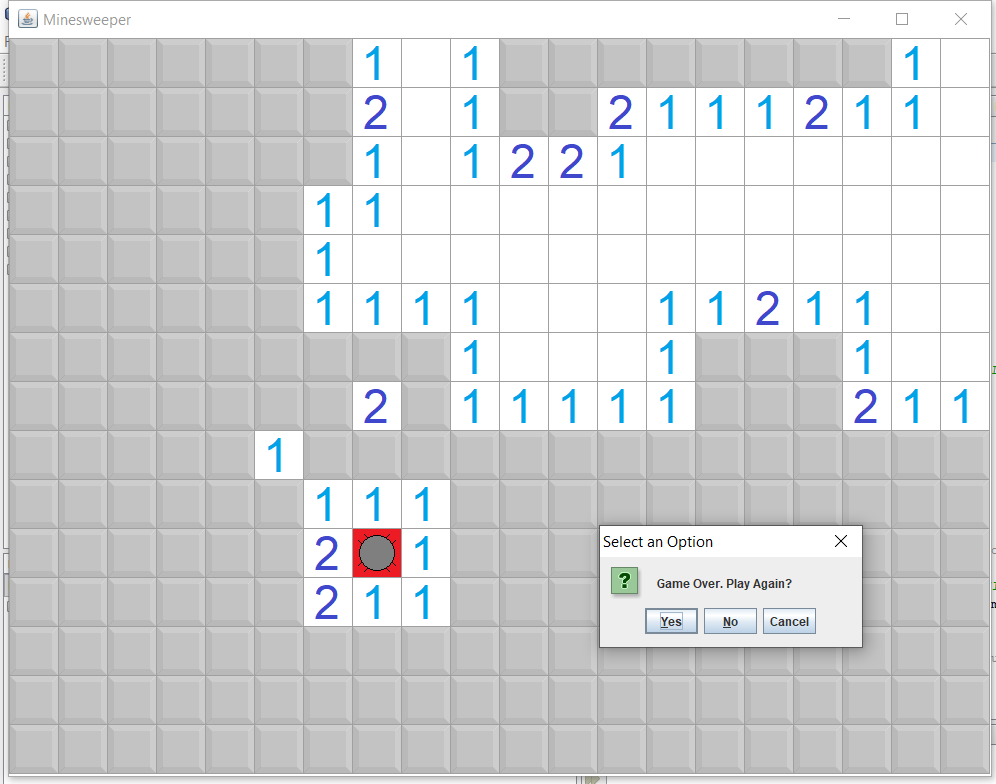 Minesweeper
1 1 1
2 1 2 1 1 1 2 1 1
1 1 2 2 1
1 1
1
1 1 1 1 1 1 2 1 1
1 1 1
2 1 1 1 1 1 2 1 1
1
1 1 1
2 1
2 1 1
Select an Option
?
Game Over. Play Again?
Yes No Cancel